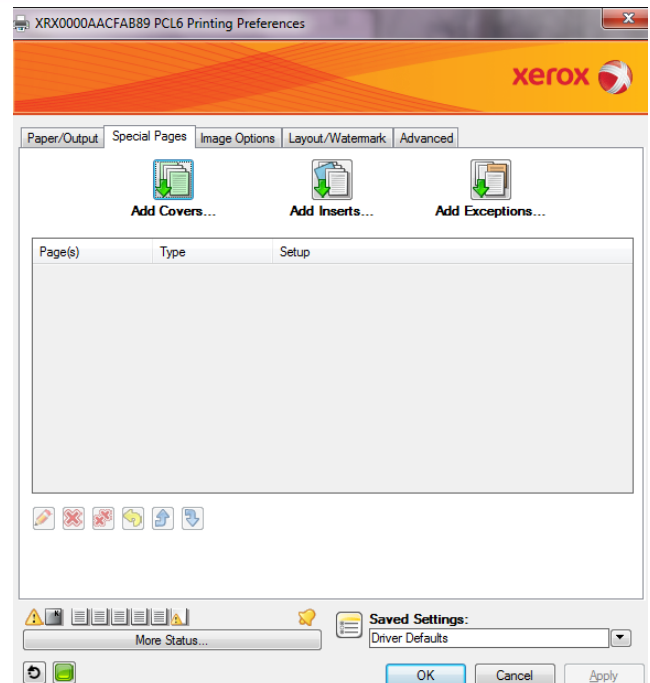 XRX0000AACFAB89 PCL6 Printing Preferences
xerox
Paper/Output Special Pages Image Options Layout/Watermark Advanced
Add Covers... Add Inserts... Add Exceptions...
Page(s) Type Setup
Saved Settings:
More Status... Driver Defaults
OK Cancel Apply